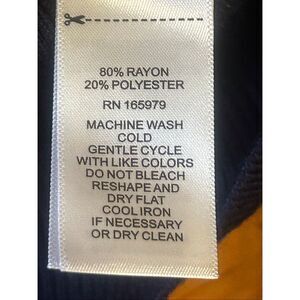 80% RAYON
20% POLYESTER
RN 165979
MACHINE WASH
COLD
GENTLE CYCLE
WITH LIKE COLORS
DO NOT BLEACH
RESHAPE AND
DRY FLAT
COOL IRON
IF NECESSARY
OR DRY CLEAN